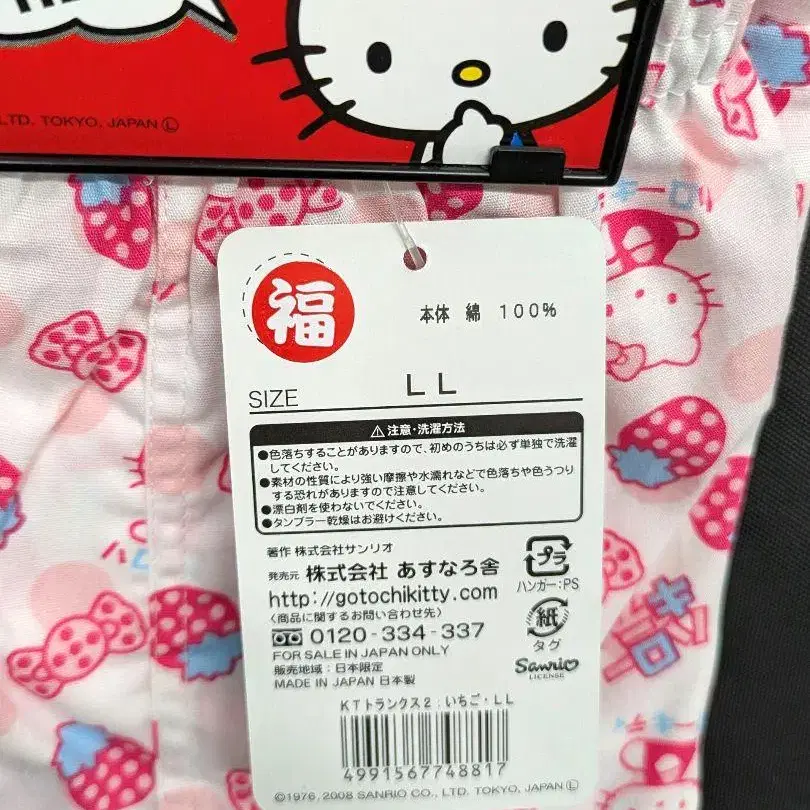 LTD. TOKYO, JAPAN Ⓛ
福
本体 綿 100%
SIZE LL
⚠注意・洗濯方法
●色落ちすることがありますので、初めのうちは必ず単独で洗濯
してください。
●素材の性質により強い摩擦や水濡れなどで色落ちや色うつり
する恐れがありますので注意してください。
●漂白剤を使わないでください。
●タンブラー乾燥はお避けください。
著作 株式会社サンリオ
発売元 株式会社 あすなろ舎
http://gotochikitty.com
〈商品に関するお問い合わせ先〉
0120-334-337
FOR SALE IN JAPAN ONLY
販売地域:日本限定
MADE IN JAPAN 日本製
プラ
ハンガー:PS
紙
タグ
Sanrio
LICENSE
KTトランクス2:いちご・LL
4991567748817
©1976, 2008 SANRIO CO., LTD. TOKYO, JAPAN Ⓛ
ハローキ